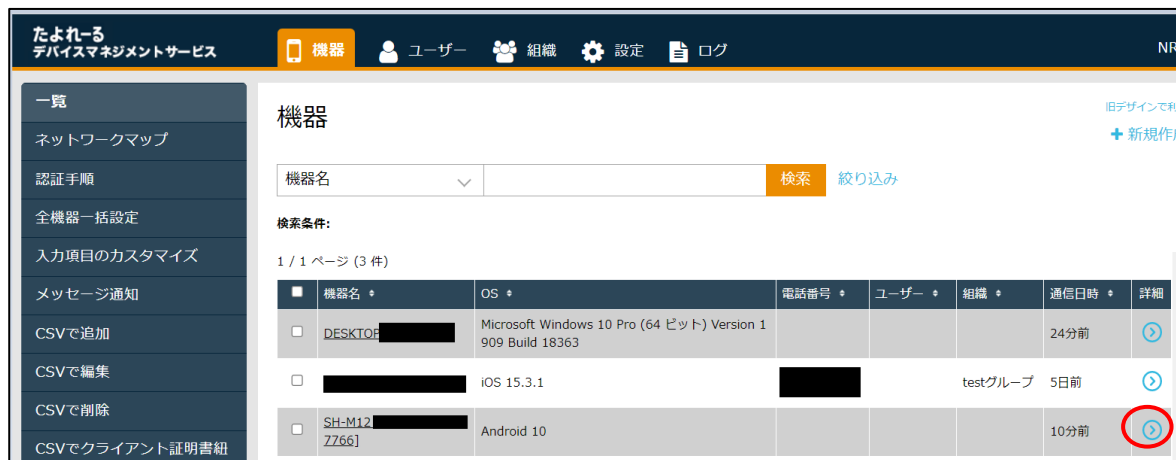 たよれーる
デバイスマネジメントサービス
機器
ユーザー
組織
設定
ログ
NR
一覧
ネットワークマップ
認証手順
全機器一括設定
入力項目のカスタマイズ
メッセージ通知
CSVで追加
CSVで編集
CSVで削除
CSVでクライアント証明書紐
機器
旧デザインで利
+ 新規作成
機器名
検索
絞り込み
検索条件:
1 / 1 ページ (3 件)
機器名 OS 電話番号 ユーザー 組織 通信日時 詳細
DESKTOP Microsoft Windows 10 Pro (64 ビット) Version 1
909 Build 18363
24分前
iOS 15.3.1 testグループ 5日前
SH-M12
7766]
Android 10 10分前